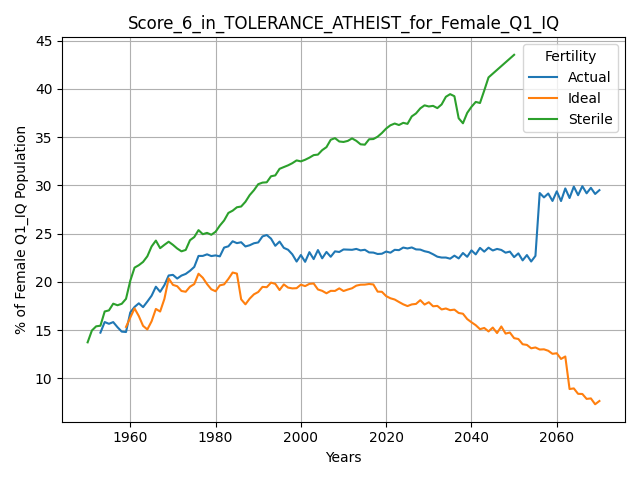 Score_6_in_TOLERANCE_ATHEIST_for_Female_Q1_IQ
% of Female Q1_IQ Population
45
40
35
30
25
20
15
10
Fertility
Actual
Ideal
Sterile
1960
1980
2000
2020
2040
2060
Years